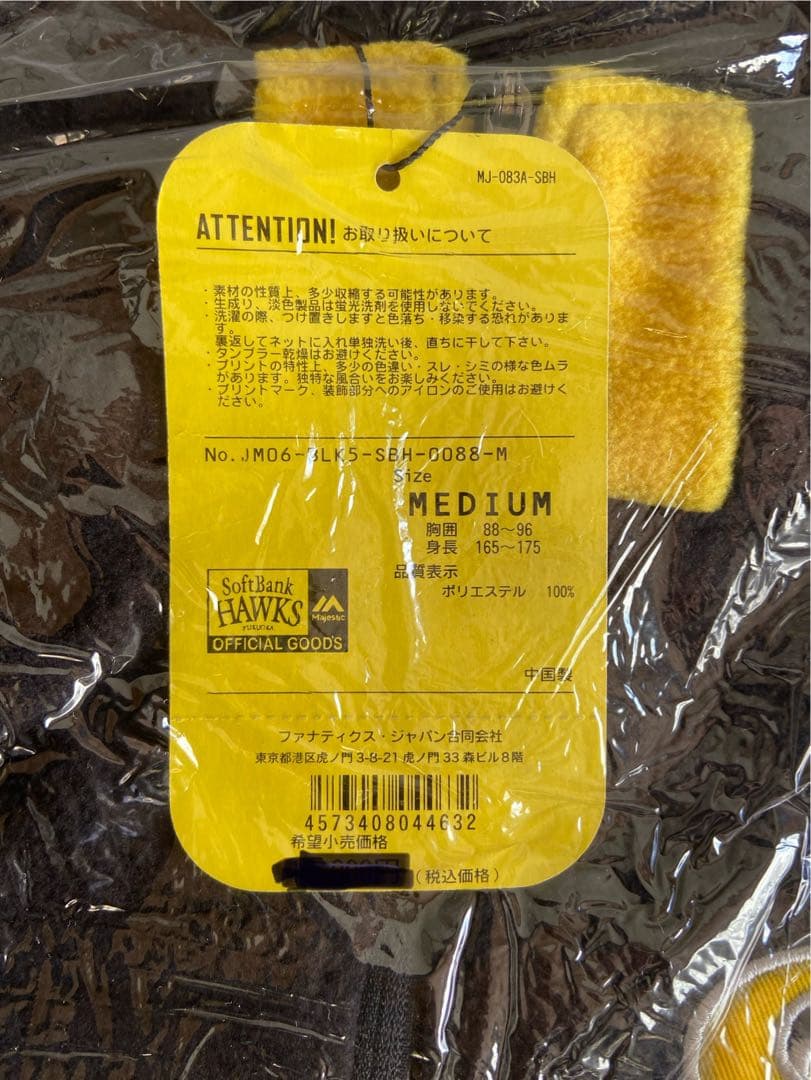 MJ-083A-SBH
ATTENTION! お取り扱いについて
・素材の性質上、多少収縮する可能性があります。
・生成り、淡色製品は蛍光洗剤を使用しないでください。
・洗濯の際、つけ置きしますと色落ち・移染する恐れがありま
す。
裏返してネットに入れ単独洗い後、直ちに干して下さい。
・タンブラー乾燥はお避けください。
・プリントの特性上、多少の色違い・スレ・シミの様な色ムラ
があります。独特な風合いをお楽しみください。
・プリントマーク、装飾部分へのアイロンのご使用はお避けく
ださい。
No.JM06-BLK5-SBH-0088-M
Size
MEDIUM
胸囲 88～96
身長 165～175
品質表示
ポリエステル 100%
SoftBank
HAWKS
FUKUOKA
Majestic
OFFICIAL GOODS
中国製
ファナティクス・ジャパン合同会社
東京都港区虎ノ門 3-8-21 虎ノ門 33 森ビル 8 階
4573408044632
希望小売価格
(税込価格)